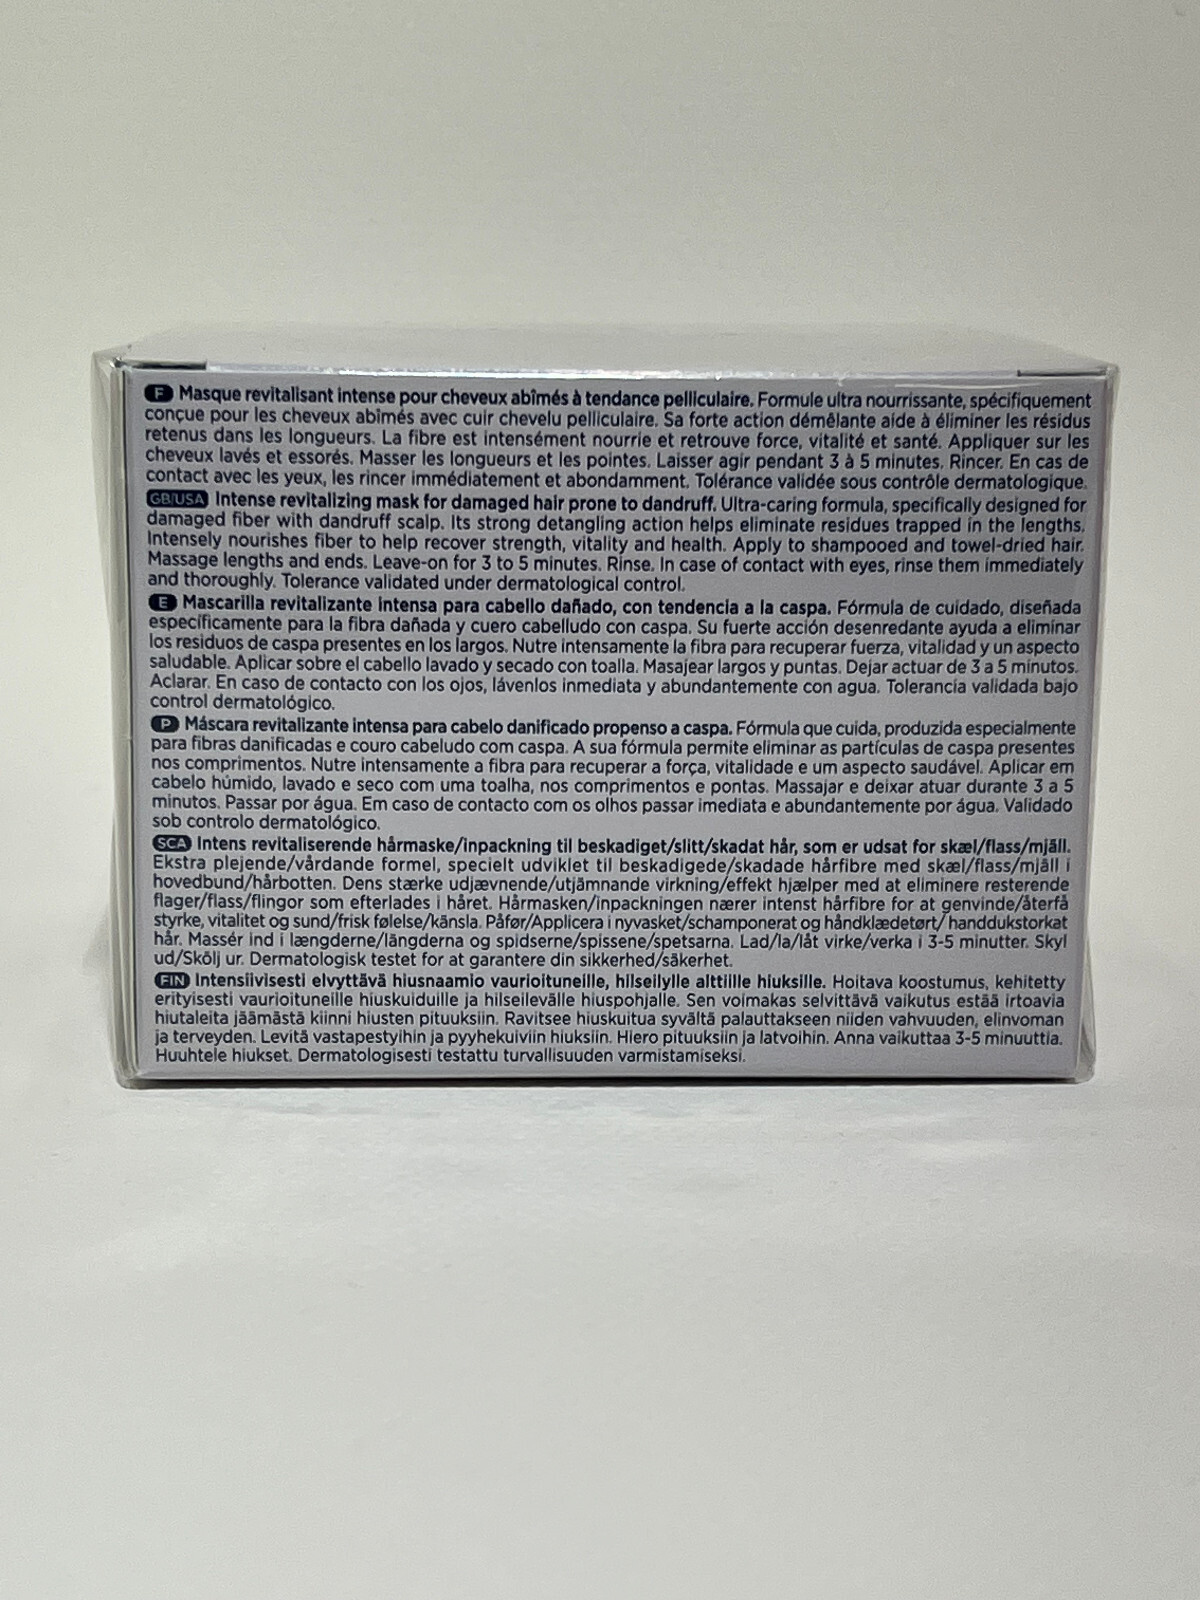 F Masque revitalisant intense pour cheveux abîmés à tendance pelliculaire. Formule ultra nourrissante, spécifiquement
conçue pour les cheveux abîmés avec cuir chevelu pelliculaire. Sa forte action démêlante aide à éliminer les résidus
retenus dans les longueurs. La fibre est intensément nourrie et retrouve force, vitalité et santé. Appliquer sur les
cheveux lavés et essorés. Masser les longueurs et les pointes. Laisser agir pendant 3 à 5 minutes. Rincer. En cas de
contact avec les yeux, les rincer immédiatement et abondamment. Tolérance validée sous contrôle dermatologique.
GB/USA Intense revitalizing mask for damaged hair prone to dandruff. Ultra-caring formula, specifically designed for
damaged fiber with dandruff scalp. Its strong detangling action helps eliminate residues trapped in the lengths.
Intensely nourishes fiber to help recover strength, vitality and health. Apply to shampooed and towel-dried hair.
Massage lengths and ends. Leave-on for 3 to 5 minutes. Rinse. In case of contact with eyes, rinse them immediately
and thoroughly. Tolerance validated under dermatological control.
E Mascarilla revitalizante intensa para cabello dañado, con tendencia a la caspa. Fórmula de cuidado, diseñada
específicamente para la fibra dañada y cuero cabelludo con caspa. Su fuerte acción desenredante ayuda a eliminar
los residuos de caspa presentes en los largos. Nutre intensamente la fibra para recuperar fuerza, vitalidad y un aspecto
saludable. Aplicar sobre el cabello lavado y secado con toalla. Masajear largos y puntas. Dejar actuar de 3 a 5 minutos.
Aclarar. En caso de contacto con los ojos, lávenlos inmediata y abundantemente con agua. Tolerancia validada bajo
control dermatológico.
P Máscara revitalizante intensa para cabelo danificado propenso a caspa. Fórmula que cuida, produzida especialmente
para fibras danificadas e couro cabeludo com caspa. A sua fórmula permite eliminar as partículas de caspa presentes
nos comprimentos. Nutre intensamente a fibra para recuperar a força, vitalidade e um aspecto saudável. Aplicar em
cabelo húmido, lavado e seco com uma toalha, nos comprimentos e pontas. Massajar e deixar atuar durante 3 a 5
minutos. Passar por água. Em caso de contacto com os olhos passar imediata e abundantemente por água. Validado
sob controlo dermatológico.
SCA Intens revitaliserende hårmaske/inpackning til beskadiget/slitt/skadat hår, som er udsat for skæl/flass/mjäll.
Ekstra plejende/vårdande formel, specielt udviklet til beskadigede/skadade hårfibre med skæl/flass/mjäll i
hovedbund/hårbotten. Dens stærke udjævnende/utjämnande virkning/effekt hjælper med at eliminere resterende
flager/flass/flingor som efterlades i håret. Hårmasken/inpackningen nærer intenst hårfibre for at genvinde/återfå
styrke, vitalitet og sund/frisk følelse/känsla. Påfør/Applicera i nyvasket/schamponerat og håndklædetørt/ handdukstorkat
hår. Massér ind i længderne/längderna og spidserne/spissene/spetsarna. Lad/la/låt virke/verka i 3-5 minutter. Skyl
ud/Skölj ur. Dermatologisk testet for at garantere din sikkerhed/säkerhet.
FIN Intensiivisesti elvyttävä hiusnaamio vaurioituneille, hilseilylle alttiille hiuksille. Hoitava koostumus, kehitetty
erityisesti vaurioituneille hiuskuiduille ja hilseilevälle hiuspohjalle. Sen voimakas selvittävä vaikutus estää irtoavia
hiutaleita jäämästä kiinni hiusten pituuksiin. Ravitsee hiuskuitua syvältä palauttakseen niiden vahvuuden, elinvoman
ja terveyden. Levitä vastapestyihin ja pyyhekuiviin hiuksiin. Hiero pituuksiin ja latvoihin. Anna vaikuttaa 3-5 minuuttia.
Huuhtele hiukset. Dermatologisesti testattu turvallisuuden varmistamiseksi.